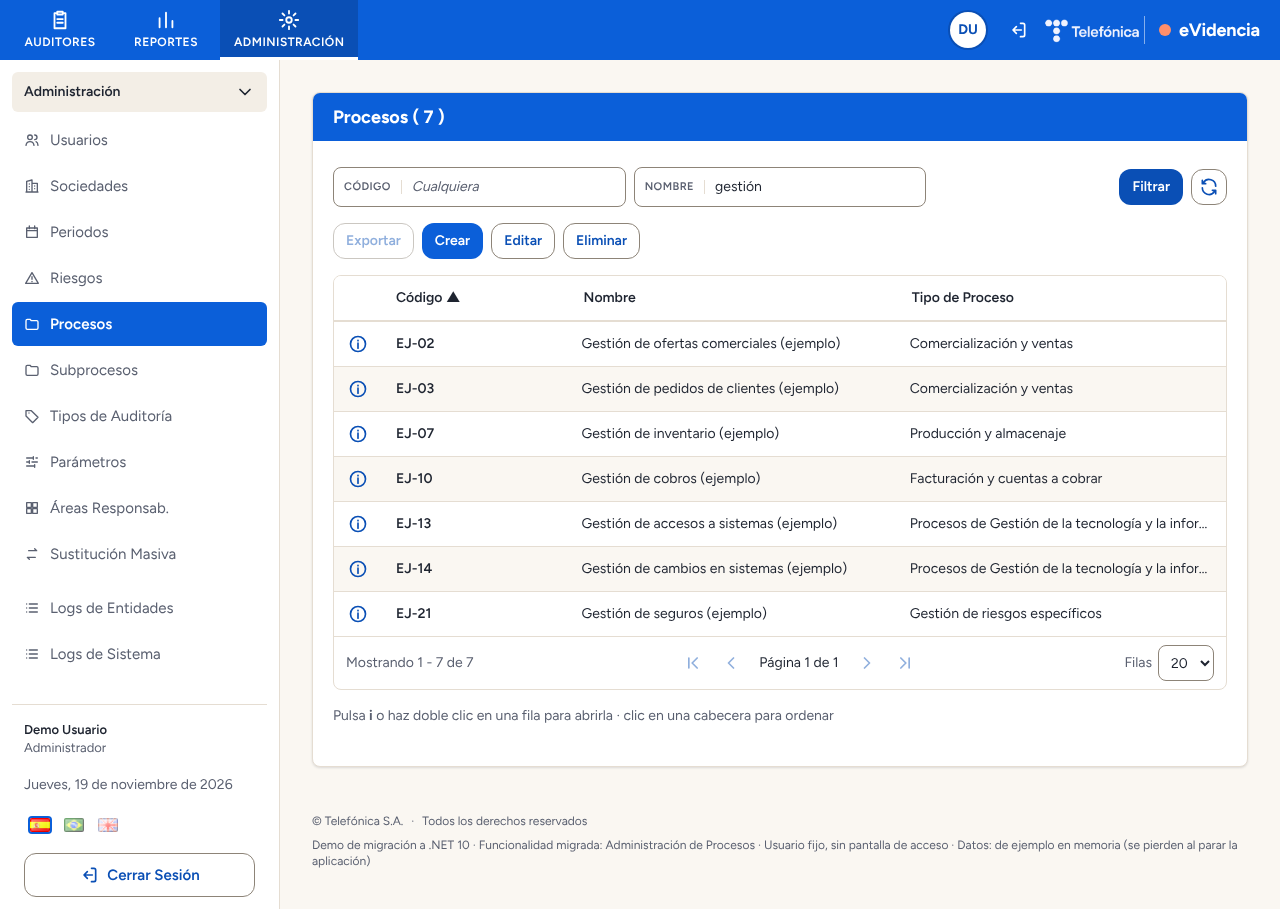 AUDITORES
REPORTES
ADMINISTRACIÓN
DU
Telefónica
eVidencia
Administración
Usuarios
Sociedades
Periodos
Riesgos
Procesos
Subprocesos
Tipos de Auditoría
Parámetros
Áreas Responsab.
Sustitución Masiva
Logs de Entidades
Logs de Sistema
Demo Usuario
Administrador
Jueves, 19 de noviembre de 2026
Cerrar Sesión
Procesos ( 7 )
CÓDIGO Cualquiera NOMBRE gestión Filtrar
Exportar Crear Editar Eliminar
Código ▲ Nombre Tipo de Proceso
EJ-02 Gestión de ofertas comerciales (ejemplo) Comercialización y ventas
EJ-03 Gestión de pedidos de clientes (ejemplo) Comercialización y ventas
EJ-07 Gestión de inventario (ejemplo) Producción y almacenaje
EJ-10 Gestión de cobros (ejemplo) Facturación y cuentas a cobrar
EJ-13 Gestión de accesos a sistemas (ejemplo) Procesos de Gestión de la tecnología y la infor...
EJ-14 Gestión de cambios en sistemas (ejemplo) Procesos de Gestión de la tecnología y la infor...
EJ-21 Gestión de seguros (ejemplo) Gestión de riesgos específicos
Mostrando 1 - 7 de 7 Página 1 de 1 Filas 20
Pulsa i o haz doble clic en una fila para abrirla · clic en una cabecera para ordenar
© Telefónica S.A. · Todos los derechos reservados
Demo de migración a .NET 10 · Funcionalidad migrada: Administración de Procesos · Usuario fijo, sin pantalla de acceso · Datos: de ejemplo en memoria (se pierden al parar la
aplicación)